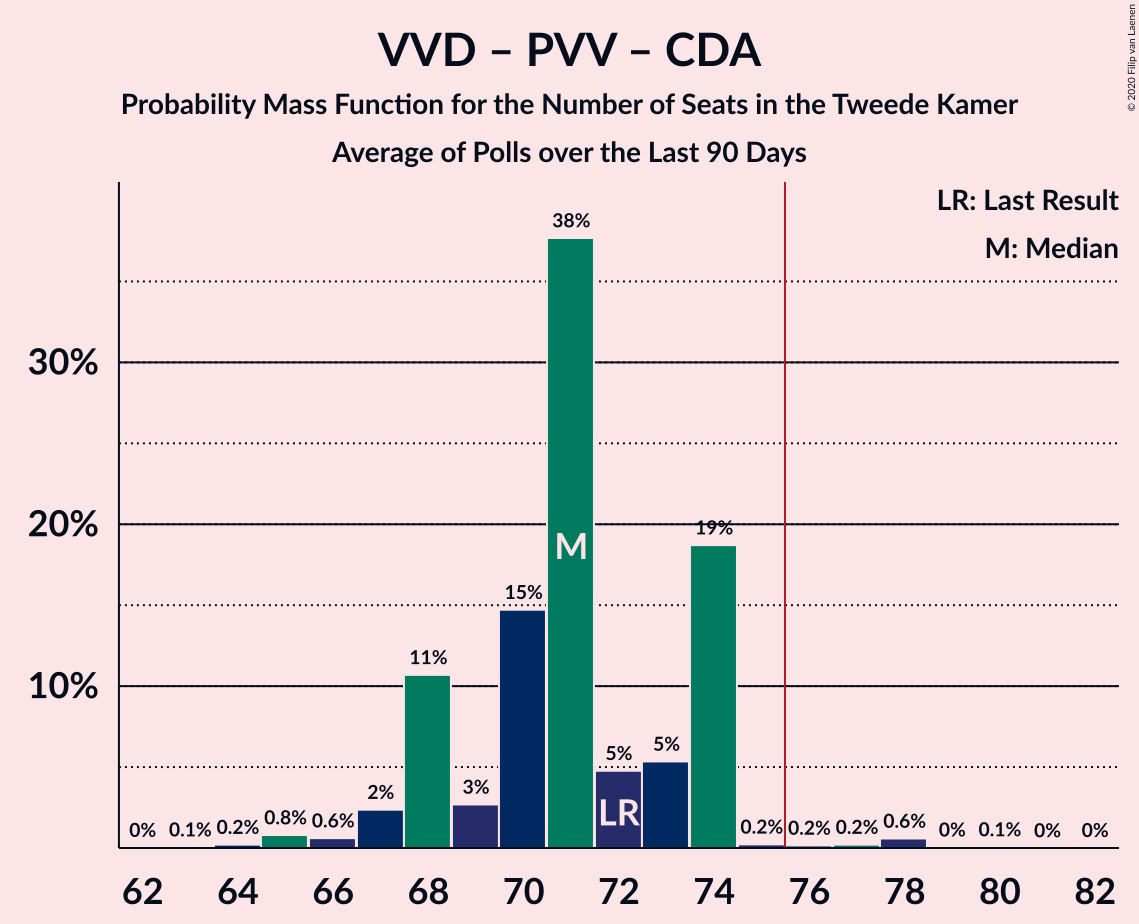 VVD – PVV – CDA
Probability Mass Function for the Number of Seats in the Tweede Kamer
Average of Polls over the Last 90 Days
© 2020 Filip van Laenen
LR: Last Result
M: Median
30%
20%
10%
0%
0.1%
0.2%
0.8%
0.6%
2%
11%
3%
15%
38%
5%
5%
19%
0.2%
0.2%
0.2%
0.6%
0%
0.1%
0%
0%
M
LR
62 64 66 68 70 72 74 76 78 80 82